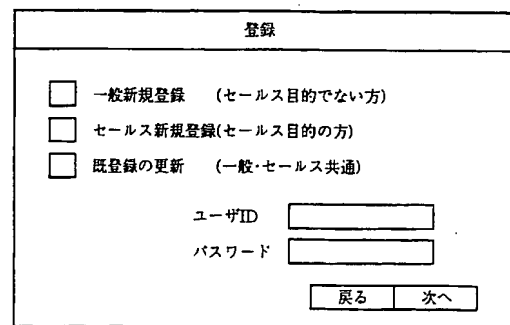 登録
一般新規登録 (セールス目的でない方)
セールス新規登録(セールス目的の方)
既登録の更新 (一般・セールス共通)
ユーザID
パスワード
戻る 次へ